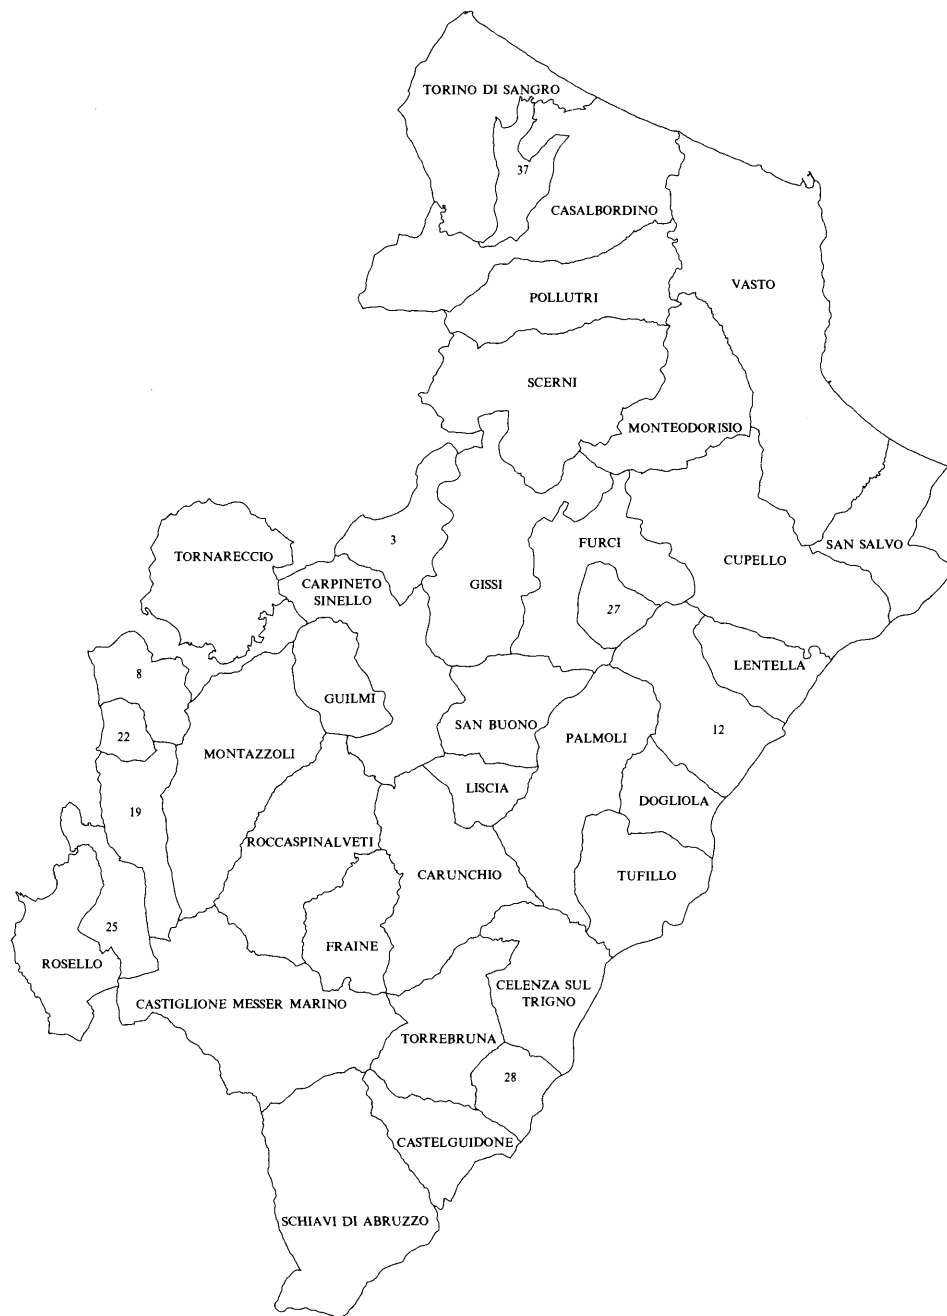 TORINO DI SANGRO
37
CASALBORDINO
VASTO
POLLUTRI
SCERNI
MONTEODORISIO
3
FURCI
SAN SALVO
TORNARECCIO
CUPELLO
CARPINETO
SINELLO
GISSI
27
LENTELLA
8
GUILMI
SAN BUONO
12
22
PALMOLI
MONTAZZOLI
LISCIA
DOGLIOLA
19
ROCCASPINALVETI
CARUNCHIO
TUFILLO
25
FRAINE
ROSELLO
CELENZA SUL
TRIGNO
CASTIGLIONE MESSER MARINO
TORREBRUNA
28
CASTELGUIDONE
SCHIAVI DI ABRUZZO